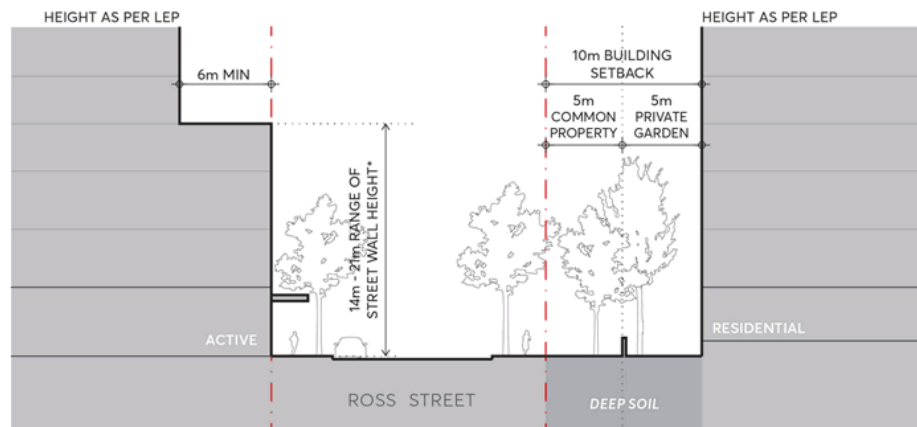 HEIGHT AS PER LEP
HEIGHT AS PER LEP
6m MIN
10m BUILDING
SETBACK
5m
COMMON
PROPERTY
5m
PRIVATE
GARDEN
14m - 21m RANGE OF
STREET WALL HEIGHT*
ACTIVE
RESIDENTIAL
ROSS STREET
DEEP SOIL